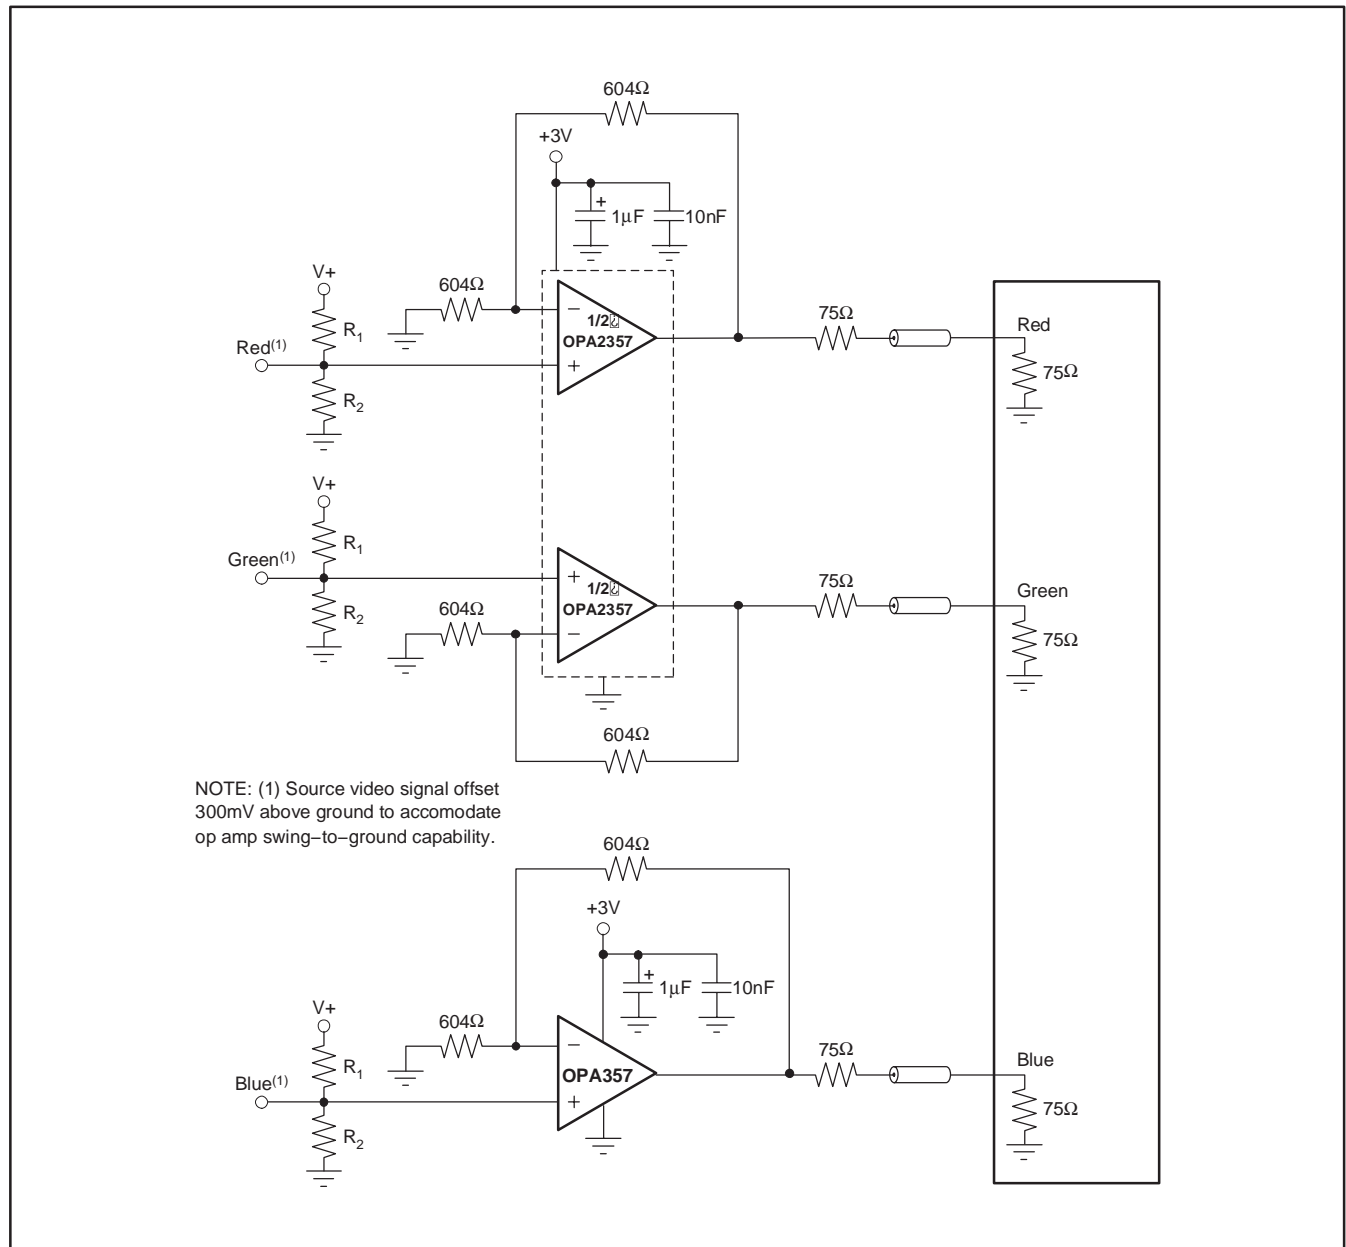 604Ω
+3V
+
1μF
10nF
V+
604Ω
R1
Red(1)
R2
−
1/2
OPA2357
+
75Ω
Red
75Ω
V+
R1
Green(1)
R2
604Ω
+
1/2
OPA2357
−
75Ω
Green
75Ω
604Ω
NOTE: (1) Source video signal offset
300mV above ground to accomodate
op amp swing−to−ground capability.
604Ω
+3V
+
1μF
10nF
V+
604Ω
R1
Blue(1)
R2
−
OPA357
+
75Ω
Blue
75Ω